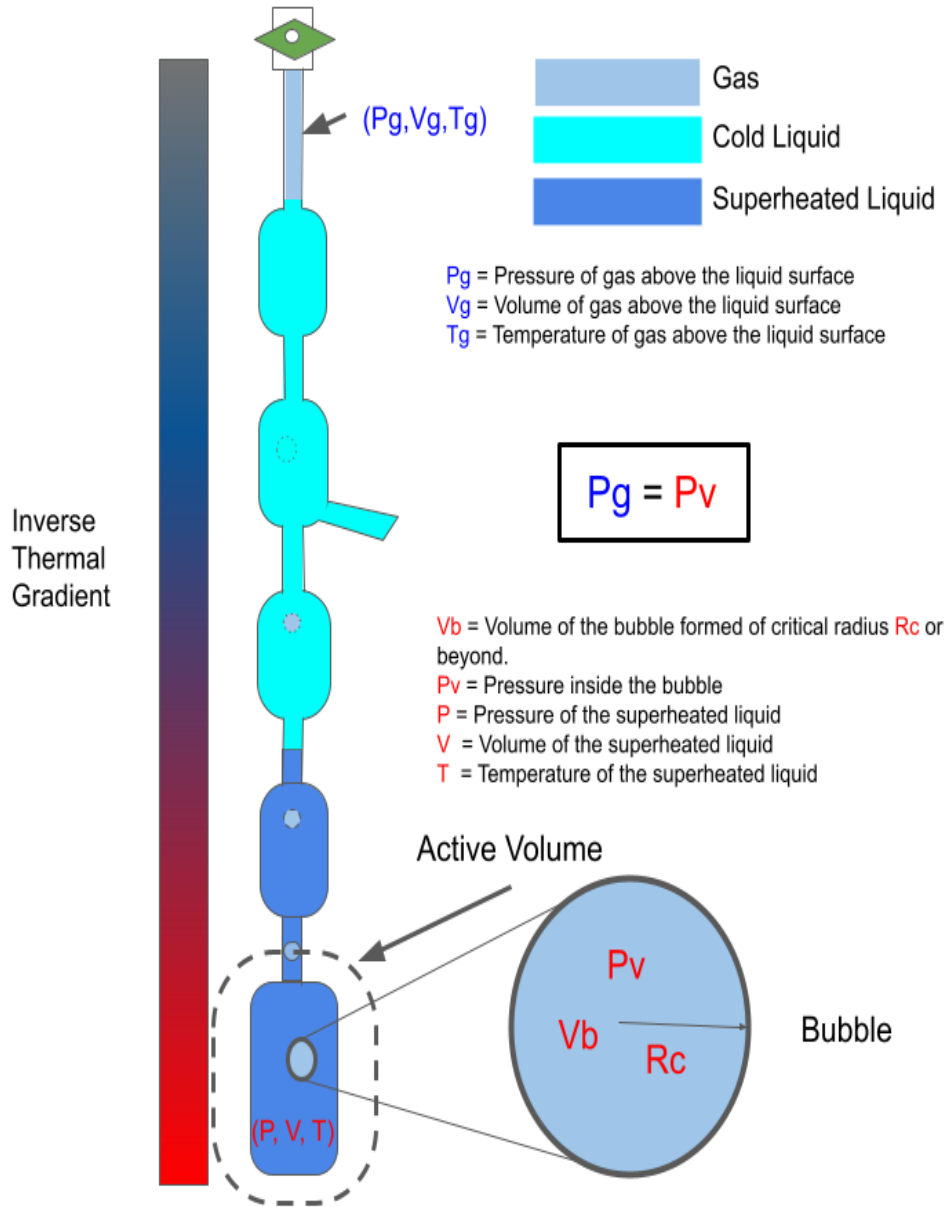 Gas
(Pg,Vg,Tg)
Cold Liquid
Superheated Liquid
Pg = Pressure of gas above the liquid surface
Vg = Volume of gas above the liquid surface
Tg = Temperature of gas above the liquid surface
Pg = Pv
Inverse
Thermal
Gradient
Vb = Volume of the bubble formed of critical radius Rc or
beyond.
Pv = Pressure inside the bubble
P = Pressure of the superheated liquid
V = Volume of the superheated liquid
T = Temperature of the superheated liquid
Active Volume
Pv
Vb
Rc
Bubble
(P, V, T)